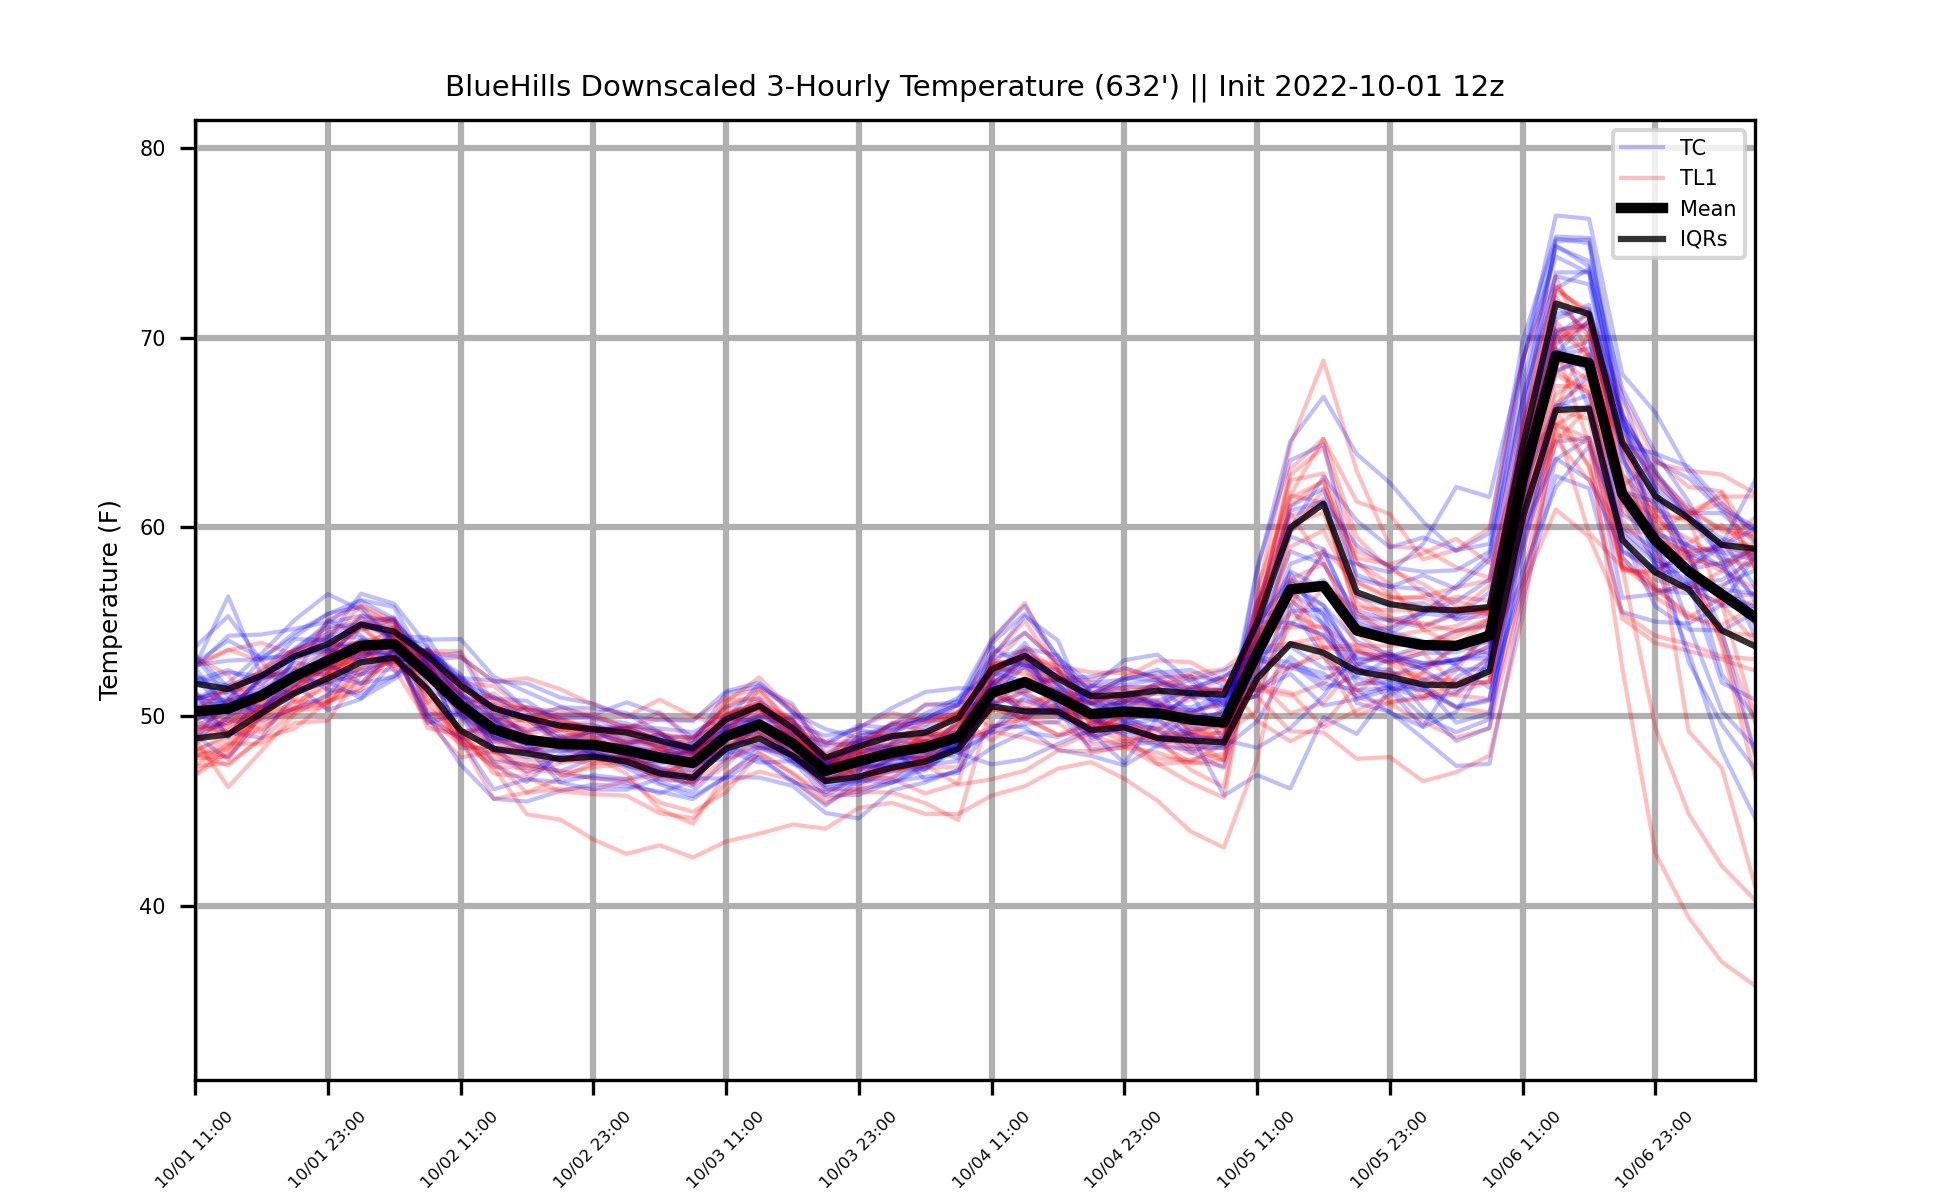 BlueHills Downscaled 3-Hourly Temperature (632') || Init 2022-10-01 12z
TC
TL1
Mean
IQRs
Temperature (F)
80
70
60
50
40
10/01 11:00
10/01 23:00
10/02 11:00
10/02 23:00
10/03 11:00
10/03 23:00
10/04 11:00
10/04 23:00
10/05 11:00
10/05 23:00
10/06 11:00
10/06 23:00